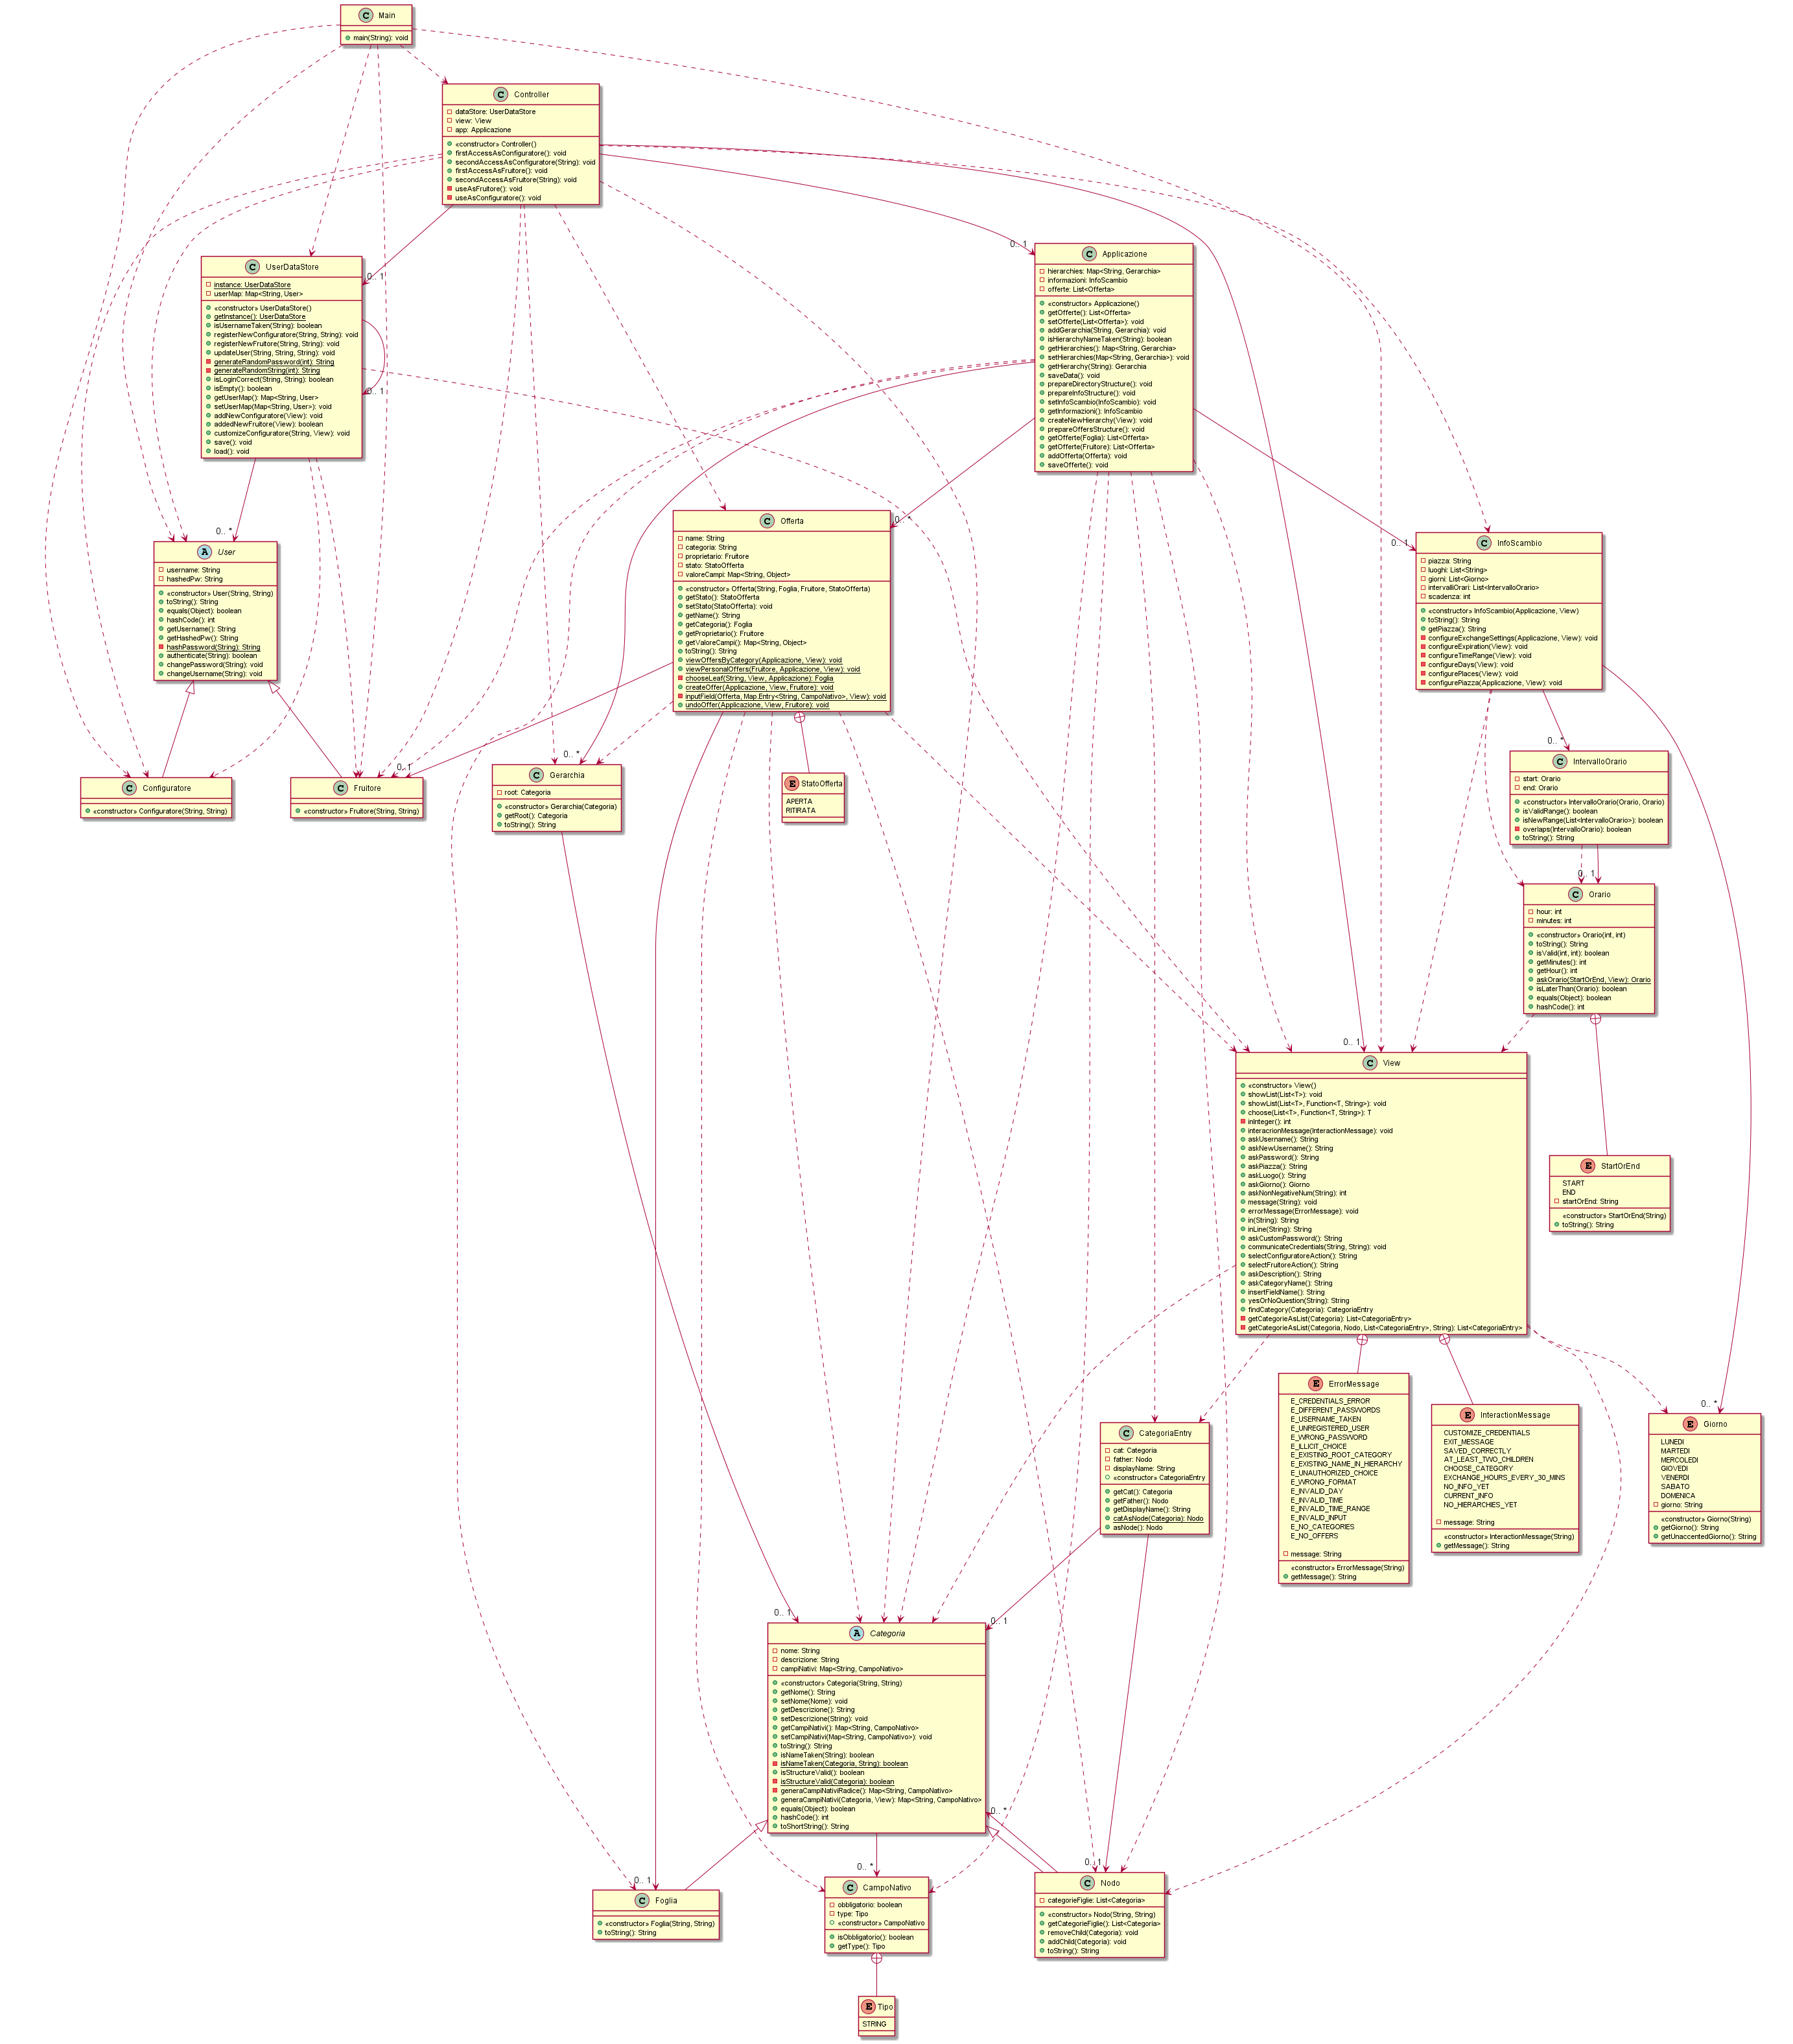 C Main
main(String): void
C Controller
dataStore: UserDataStore
view: View
app: Applicazione
«constructor» Controller()
firstAccessAsConfiguratore(): void
secondAccessAsConfiguratore(String): void
firstAccessAsFruitore(): void
secondAccessAsFruitore(String): void
useAsFruitore(): void
useAsConfiguratore(): void
0.. 1
0.. 1
C UserDataStore
instance: UserDataStore
userMap: Map<String, User>
«constructor» UserDataStore()
getInstance(): UserDataStore
isUsernameTaken(String): boolean
registerNewConfiguratore(String, String): void
registerNewFruitore(String, String): void
updateUser(String, String, String): void
generateRandomPassword(int): String
generateRandomString(int): String
isLoginCorrect(String, String): boolean
isEmpty(): boolean
getUserMap(): Map<String, User>
setUserMap(Map<String, User>): void
addNewConfiguratore(View): void
addedNewFruitore(View): boolean
customizeConfiguratore(String, View): void
save(): void
load(): void
0.. 1
C Applicazione
hierarchies: Map<String, Gerarchia>
informazioni: InfoScambio
offerte: List<Offerta>
«constructor» Applicazione()
getOfferte(): List<Offerta>
setOfferte(List<Offerta>): void
addGerarchia(String, Gerarchia): void
isHierarchyNameTaken(String): boolean
getHierarchies(): Map<String, Gerarchia>
setHierarchies(Map<String, Gerarchia>): void
getHierarchy(String): Gerarchia
saveData(): void
prepareDirectoryStructure(): void
prepareInfoStructure(): void
setInfoScambio(InfoScambio): void
getInformazioni(): InfoScambio
createNewHierarchy(View): void
prepareOffersStructure(): void
getOfferte(Foglia): List<Offerta>
getOfferte(Fruitore): List<Offerta>
addOfferta(Offerta): void
saveOfferte(): void
0.. *
0.. *
0.. 1
A User
username: String
hashedPw: String
«constructor» User(String, String)
toString(): String
equals(Object): boolean
hashCode(): int
getUsername(): String
getHashedPw(): String
hashPassword(String): String
authenticate(String): boolean
changePassword(String): void
changeUsername(String): void
C Offerta
name: String
categoria: String
proprietario: Fruitore
stato: StatoOfferta
valoreCampi: Map<String, Object>
«constructor» Offerta(String, Foglia, Fruitore, StatoOfferta)
getStato(): StatoOfferta
setStato(StatoOfferta): void
getName(): String
getCategoria(): Foglia
getProprietario(): Fruitore
getValoreCampi(): Map<String, Object>
toString(): String
viewOffersByCategory(Applicazione, View): void
viewPersonalOffers(Fruitore, Applicazione, View): void
chooseLeaf(String, View, Applicazione): Foglia
createOffer(Applicazione, View, Fruitore): void
inputField(Offerta, Map.Entry<String, CampoNativo>, View): void
undoOffer(Applicazione, View, Fruitore): void
C InfoScambio
piazza: String
luoghi: List<String>
giorni: List<Giorno>
intervalliOrari: List<IntervalloOrario>
scadenza: int
«constructor» InfoScambio(Applicazione, View)
toString(): String
getPiazza(): String
configureExchangeSettings(Applicazione, View): void
configureExpiration(View): void
configureTimeRange(View): void
configureDays(View): void
configurePlaces(View): void
configurePiazza(Applicazione, View): void
0.. 1
0.. *
0.. *
C Configuratore
«constructor» Configuratore(String, String)
C Fruitore
«constructor» Fruitore(String, String)
C Gerarchia
root: Categoria
«constructor» Gerarchia(Categoria)
getRoot(): Categoria
toString(): String
E StatoOfferta
APERTA
RITIRATA
C IntervalloOrario
start: Orario
end: Orario
«constructor» IntervalloOrario(Orario, Orario)
isValidRange(): boolean
isNewRange(List<IntervalloOrario>): boolean
overlaps(IntervalloOrario): boolean
toString(): String
0.. 1
C Orario
hour: int
minutes: int
«constructor» Orario(int, int)
toString(): String
isValid(int, int): boolean
getMinutes(): int
getHour(): int
askOrario(StartOrEnd, View): Orario
isLaterThan(Orario): boolean
equals(Object): boolean
hashCode(): int
0.. 1
C View
«constructor» View()
showList(List<T>): void
showList(List<T>, Function<T, String>): void
choose(List<T>, Function<T, String>): T
inInteger(): int
interacrionMessage(InteractionMessage): void
askUsername(): String
askNewUsername(): String
askPassword(): String
askPiazza(): String
askLuogo(): String
askGiorno(): Giorno
askNonNegativeNum(String): int
message(String): void
errorMessage(ErrorMessage): void
in(String): String
inLine(String): String
askCustomPassword(): String
communicateCredentials(String, String): void
selectConfiguratoreAction(): String
selectFruitoreAction(): String
askDescription(): String
askCategoryName(): String
insertFieldName(): String
yesOrNoQuestion(String): String
findCategory(Categoria): CategoriaEntry
getCategorieAsList(Categoria): List<CategoriaEntry>
getCategorieAsList(Categoria, Nodo, List<CategoriaEntry>, String): List<CategoriaEntry>
E StartOrEnd
START
END
startOrEnd: String
«constructor» StartOrEnd(String)
toString(): String
E ErrorMessage
E_CREDENTIALS_ERROR
E_DIFFERENT_PASSWORDS
E_USERNAME_TAKEN
E_UNREGISTERED_USER
E_WRONG_PASSWORD
E_ILLICIT_CHOICE
E_EXISTING_ROOT_CATEGORY
E_EXISTING_NAME_IN_HIERARCHY
E_UNAUTHORIZED_CHOICE
E_WRONG_FORMAT
E_INVALID_DAY
E_INVALID_TIME
E_INVALID_TIME_RANGE
E_INVALID_INPUT
E_NO_CATEGORIES
E_NO_OFFERS
message: String
«constructor» ErrorMessage(String)
getMessage(): String
E InteractionMessage
CUSTOMIZE_CREDENTIALS
EXIT_MESSAGE
SAVED_CORRECTLY
AT_LEAST_TWO_CHILDREN
CHOOSE_CATEGORY
EXCHANGE_HOURS_EVERY_30_MINS
NO_INFO_YET
CURRENT_INFO
NO_HIERARCHIES_YET
message: String
«constructor» InteractionMessage(String)
getMessage(): String
0.. *
E Giorno
LUNEDI
MARTEDI
MERCOLEDI
GIOVEDI
VENERDI
SABATO
DOMENICA
giorno: String
«constructor» Giorno(String)
getGiorno(): String
getUnaccentedGiorno(): String
C CategoriaEntry
cat: Categoria
father: Nodo
displayName: String
«constructor» CategoriaEntry
getCat(): Categoria
getFather(): Nodo
getDisplayName(): String
catAsNode(Categoria): Nodo
asNode(): Nodo
0.. 1
0.. 1
A Categoria
nome: String
descrizione: String
campiNativi: Map<String, CampoNativo>
«constructor» Categoria(String, String)
getNome(): String
setNome(Nome): void
getDescrizione(): String
setDescrizione(String): void
getCampiNativi(): Map<String, CampoNativo>
setCampiNativi(Map<String, CampoNativo>): void
toString(): String
isNameTaken(String): boolean
isNameTaken(Categoria, String): boolean
isStructureValid(): boolean
isStructureValid(Categoria): boolean
generaCampiNativiRadice(): Map<String, CampoNativo>
generaCampiNativi(Categoria, View): Map<String, CampoNativo>
equals(Object): boolean
hashCode(): int
toShortString(): String
0.. *
0.. 1
0.. *
0.. 1
C Foglia
«constructor» Foglia(String, String)
toString(): String
C CampoNativo
obbligatorio: boolean
type: Tipo
«constructor» CampoNativo
isObbligatorio(): boolean
getType(): Tipo
C Nodo
categorieFiglie: List<Categoria>
«constructor» Nodo(String, String)
getCategorieFiglie(): List<Categoria>
removeChild(Categoria): void
addChild(Categoria): void
toString(): String
E Tipo
STRING